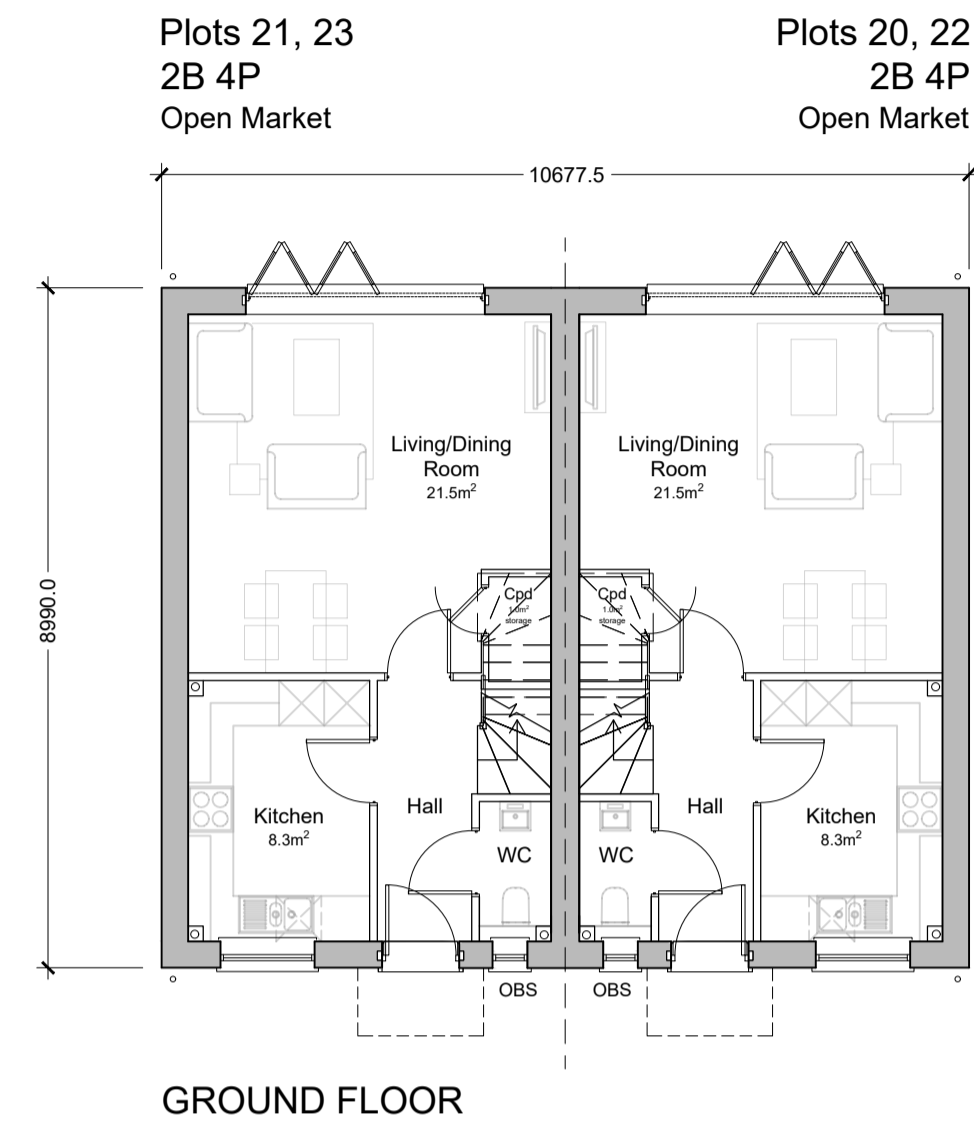 Plots 21, 23
2B 4P
Open Market
Plots 20, 22
2B 4P
Open Market
10677.5
8990.0
Living/Dining
Room
21.5m²
Living/Dining
Room
21.5m²
Cpd
1.0m²
storage
Cpd
1.0m²
storage
Kitchen
8.3m²
Hall
WC
WC
Hall
Kitchen
8.3m²
OBS
OBS
GROUND FLOOR